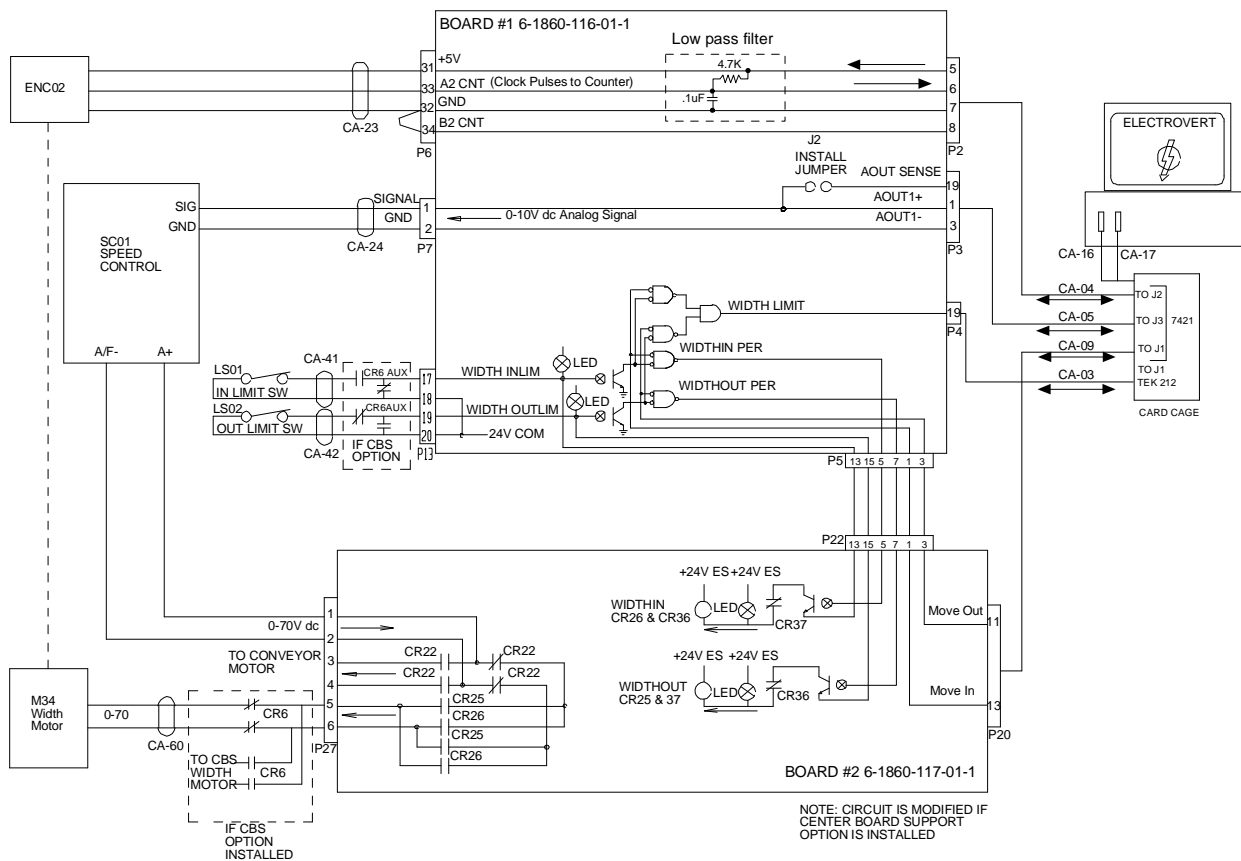 BOARD #1 6-1860-116-01-1
Low pass filter
4.7K
.1uF
ENC02
CA-23
31 +5V
33 A2 CNT (Clock Pulses to Counter)
32 GND
34 B2 CNT
P6
5
6
7
8
P2
J2
INSTALL
JUMPER
AOUT SENSE
19
AOUT1+
1
AOUT1-
3
P3
ELECTROVERT
SC01
SPEED
CONTROL
SIG
GND
A/F-
A+
CA-24
SIGNAL
1
GND
2
P7
0-10V dc Analog Signal
CA-16
CA-17
CA-04
CA-05
CA-09
CA-03
TO J2
TO J3
7421
TO J1
TO J1
TEK 212
CARD CAGE
WIDTH LIMIT
19
P4
WIDTHIN PER
WIDTHOUT PER
LED
LED
LS01
IN LIMIT SW
LS02
OUT LIMIT SW
CA-41
CA-42
CR6 AUX
CR6AUX
IF CBS
OPTION
17
18
19
20
P13
WIDTH INLIM
WIDTH OUTLIM
24V COM
P5 13 15 5 7 1 3
P22 13 15 5 7 1 3
+24V ES +24V ES
WIDTHIN
CR26 & CR36
LED
CR37
+24V ES +24V ES
WIDTHOUT
CR25 & 37
LED
CR36
Move Out
11
Move In
13
P20
1
2
3
4
5
6
P27
0-70V dc
TO CONVEYOR
MOTOR
CR22
CR22
CR22
CR22
CR25
CR26
CR25
CR26
M34
Width
Motor
0-70
CA-60
CR6
TO CBS
WIDTH
MOTOR
CR6
IF CBS
OPTION
INSTALLED
BOARD #2 6-1860-117-01-1
NOTE: CIRCUIT IS MODIFIED IF
CENTER BOARD SUPPORT
OPTION IS INSTALLED